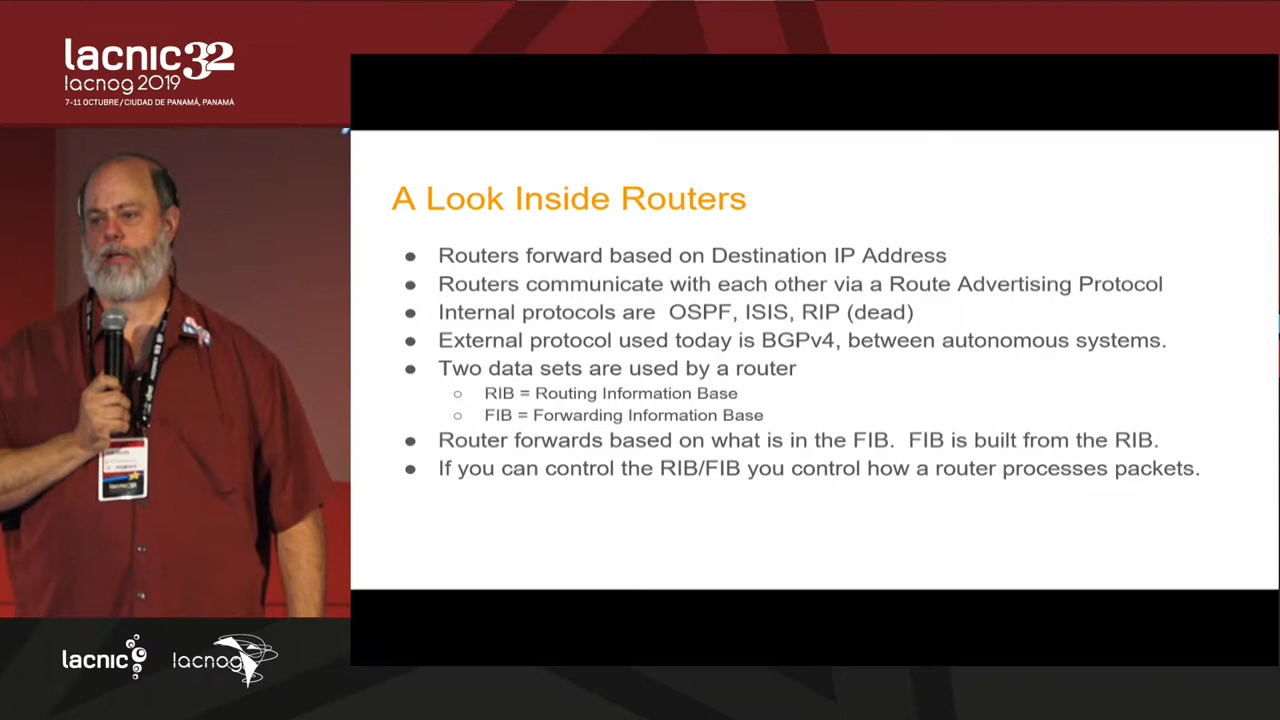 lacnic32
lacnog 2019
7-11 OCTUBRE / CIUDAD DE PANAMÁ, PANAMÁ
A Look Inside Routers
● Routers forward based on Destination IP Address
● Routers communicate with each other via a Route Advertising Protocol
● Internal protocols are  OSPF, ISIS, RIP (dead)
● External protocol used today is BGPv4, between autonomous systems.
● Two data sets are used by a router
○ RIB = Routing Information Base
○ FIB = Forwarding Information Base
● Router forwards based on what is in the FIB.  FIB is built from the RIB.
● If you can control the RIB/FIB you control how a router processes packets.
lacnic
lacnog